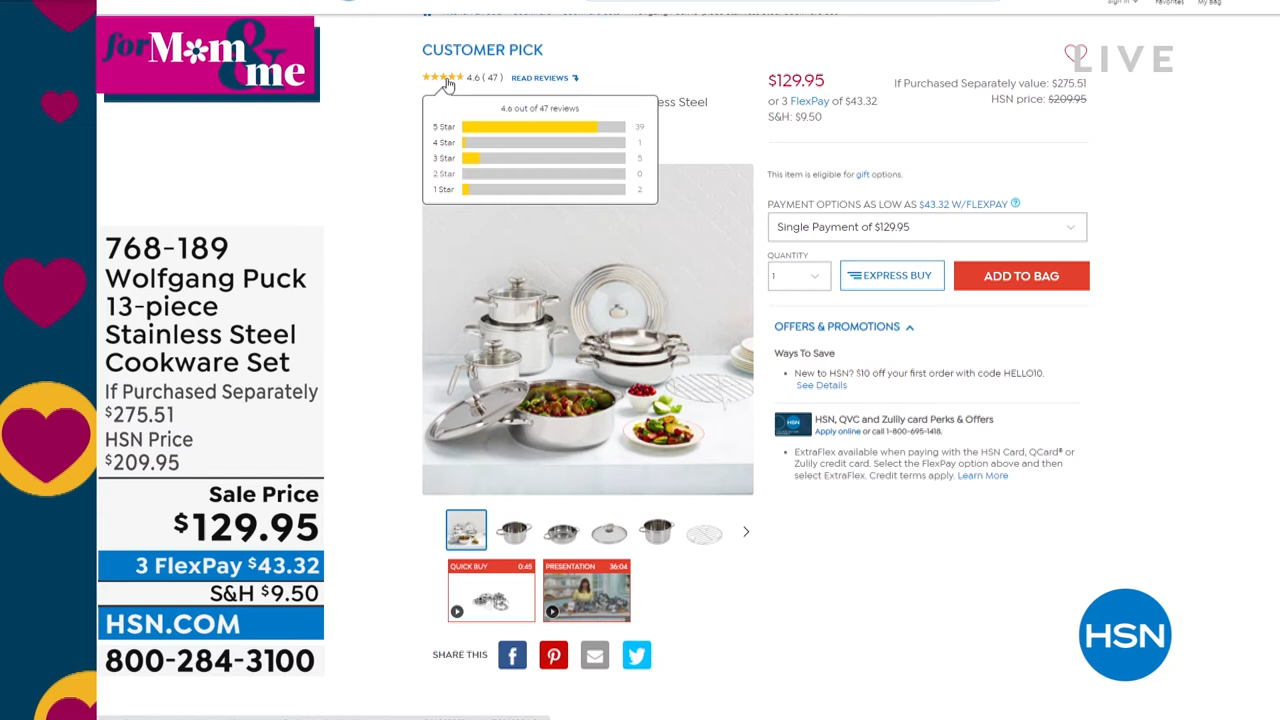 for Mom
& me
768-189
Wolfgang Puck
13-piece
Stainless Steel
Cookware Set
If Purchased Separately
$275.51
HSN Price
$209.95
Sale Price
$129.95
3 FlexPay $43.32
S&H $9.50
HSN.COM
800-284-3100
Favorites
My Bag
CUSTOMER PICK
4.6 ( 47 ) READ REVIEWS
ess Steel
4.6 out of 47 reviews
5 Star 39
4 Star 1
3 Star 5
2 Star 0
1 Star 2
QUICK BUY 0:45
PRESENTATION 36:04
SHARE THIS
LIVE
$129.95
or 3 FlexPay of $43.32
S&H: $9.50
If Purchased Separately value: $275.51
HSN price: $209.95
This item is eligible for gift options.
PAYMENT OPTIONS AS LOW AS $43.32 W/FLEXPAY ?
Single Payment of $129.95
QUANTITY
1
EXPRESS BUY
ADD TO BAG
OFFERS & PROMOTIONS
Ways To Save
New to HSN? $10 off your first order with code HELLO10.
See Details
HSN
HSN, QVC and Zulily card Perks & Offers
Apply online or call 1-800-695-1418.
ExtraFlex available when paying with the HSN Card, QCard® or
Zulily credit card. Select the FlexPay option above and then
select ExtraFlex. Credit terms apply. Learn More
HSN